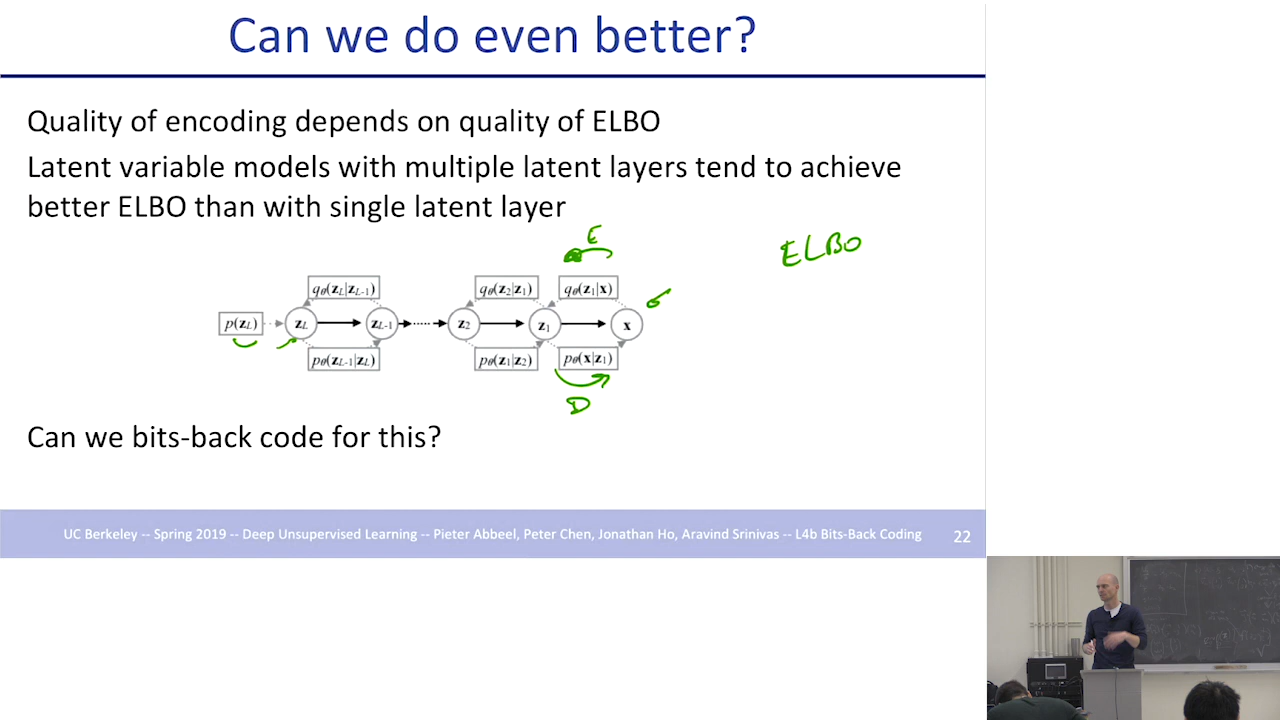 Can we do even better?
Quality of encoding depends on quality of ELBO
Latent variable models with multiple latent layers tend to achieve
better ELBO than with single latent layer
E
ELBO
qθ(zL|zL-1) qθ(z2|z1) qθ(z1|x)
p(zL) zL zL-1 z2 z1 x
pθ(zL-1|zL) pθ(z1|z2) pθ(x|z1)
D
Can we bits-back code for this?
UC Berkeley -- Spring 2019 -- Deep Unsupervised Learning -- Pieter Abbeel, Peter Chen, Jonathan Ho, Aravind Srinivas -- L4b Bits-Back Coding 22